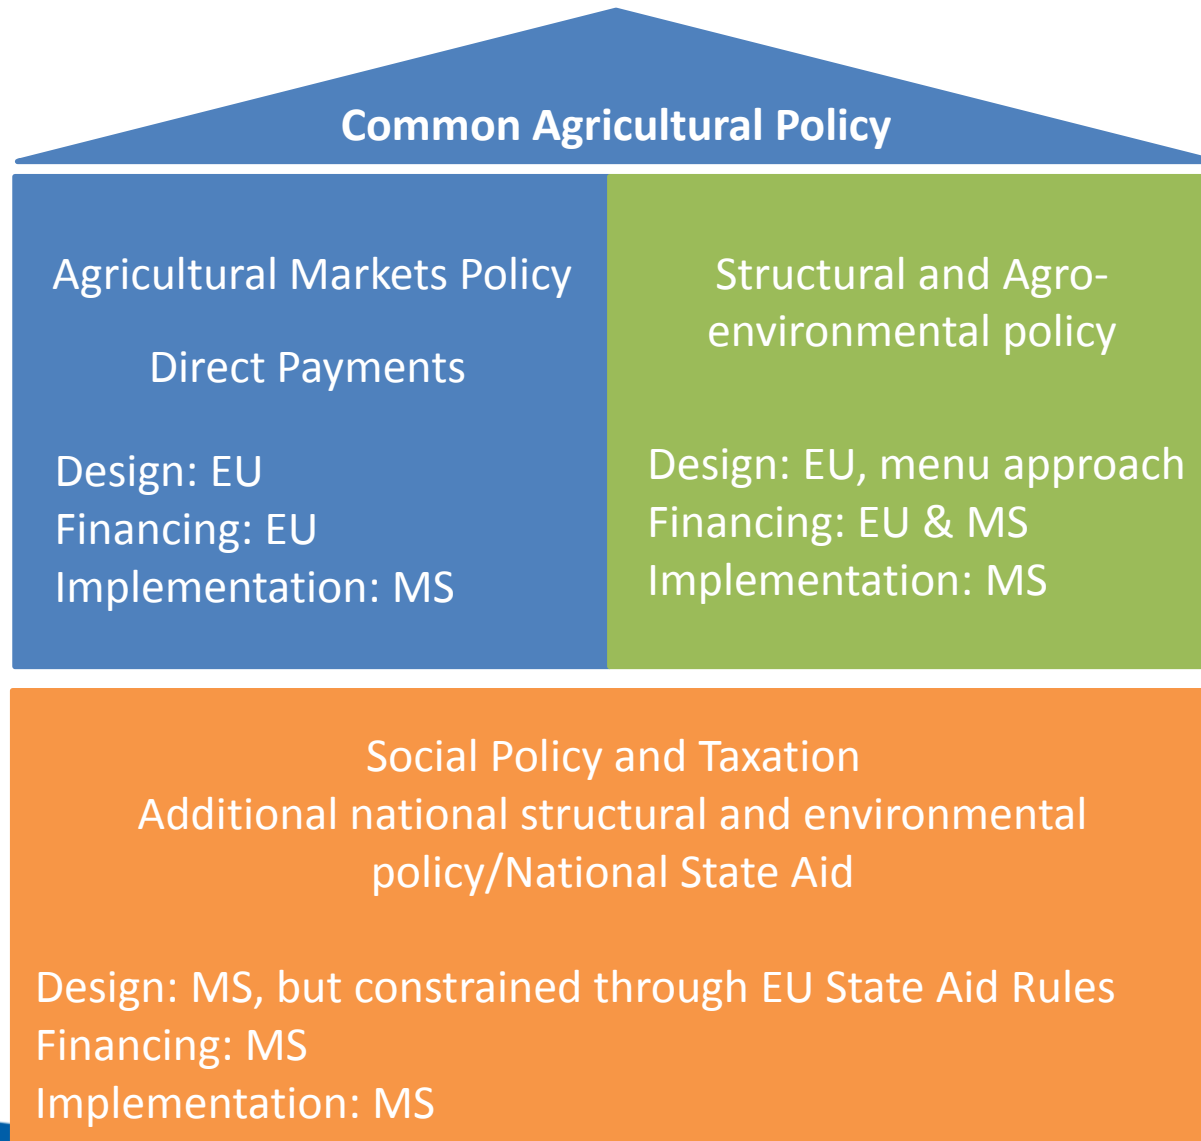 Common Agricultural Policy
Agricultural Markets Policy
Direct Payments
Design: EU
Financing: EU
Implementation: MS
Structural and Agro-
environmental policy
Design: EU, menu approach
Financing: EU & MS
Implementation: MS
Social Policy and Taxation
Additional national structural and environmental
policy/National State Aid
Design: MS, but constrained through EU State Aid Rules
Financing: MS
Implementation: MS